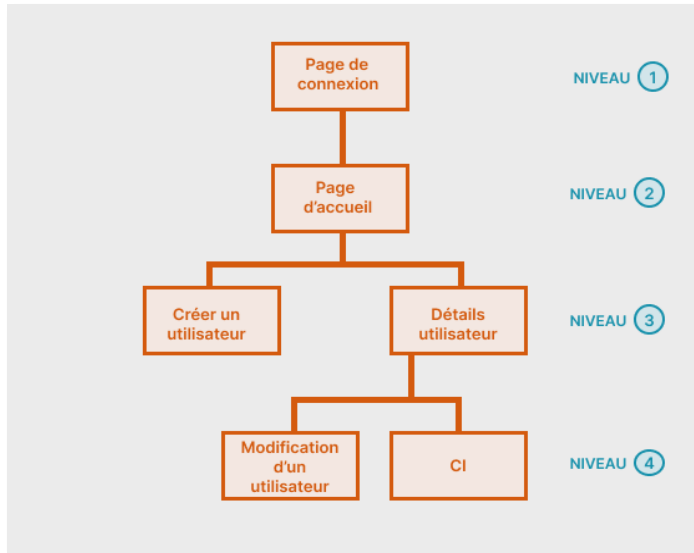 Page de
connexion
NIVEAU 1
Page
d'accueil
NIVEAU 2
Créer un
utilisateur
Détails
utilisateur
NIVEAU 3
Modification
d'un
utilisateur
CI
NIVEAU 4